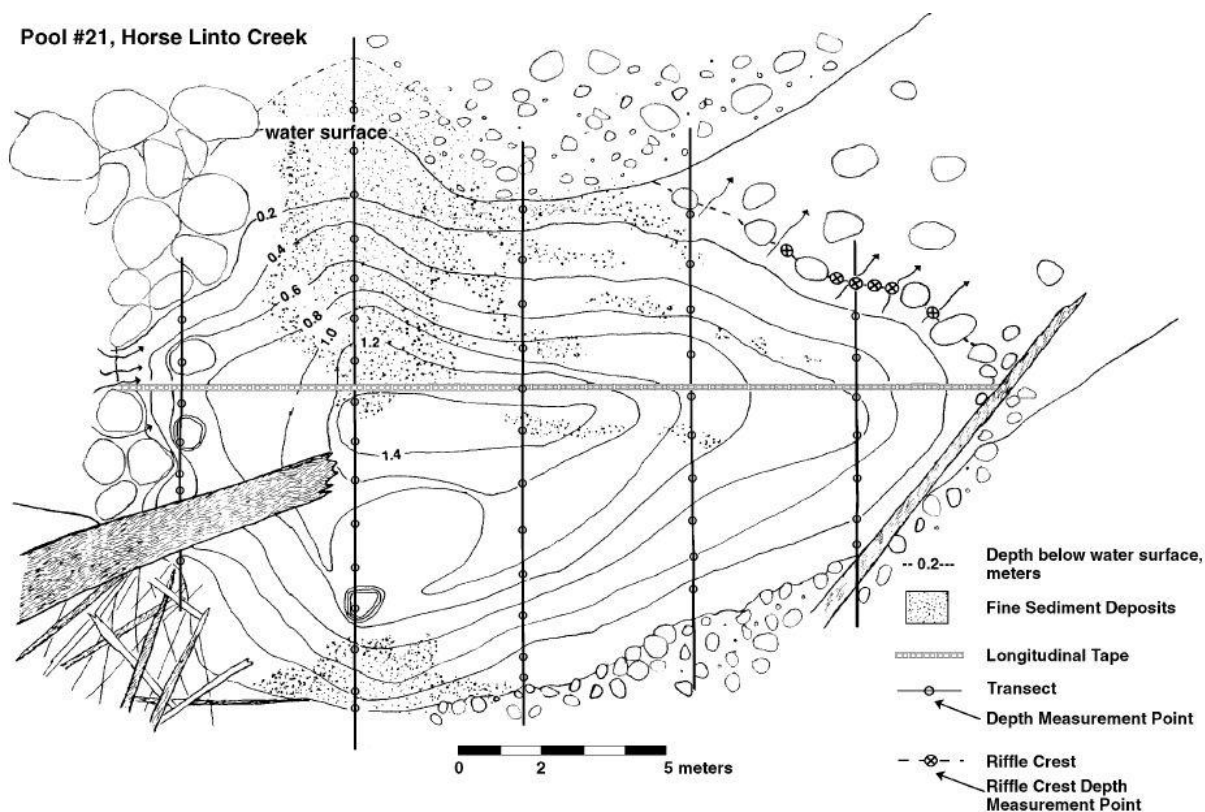 Pool #21, Horse Linto Creek
water surface
0.2
0.4
0.6
0.8
1.0
1.2
1.4
-- 0.2---
Depth below water surface,
meters
Fine Sediment Deposits
Longitudinal Tape
Transect
Depth Measurement Point
Riffle Crest
Riffle Crest Depth
Measurement Point
0 2 5 meters